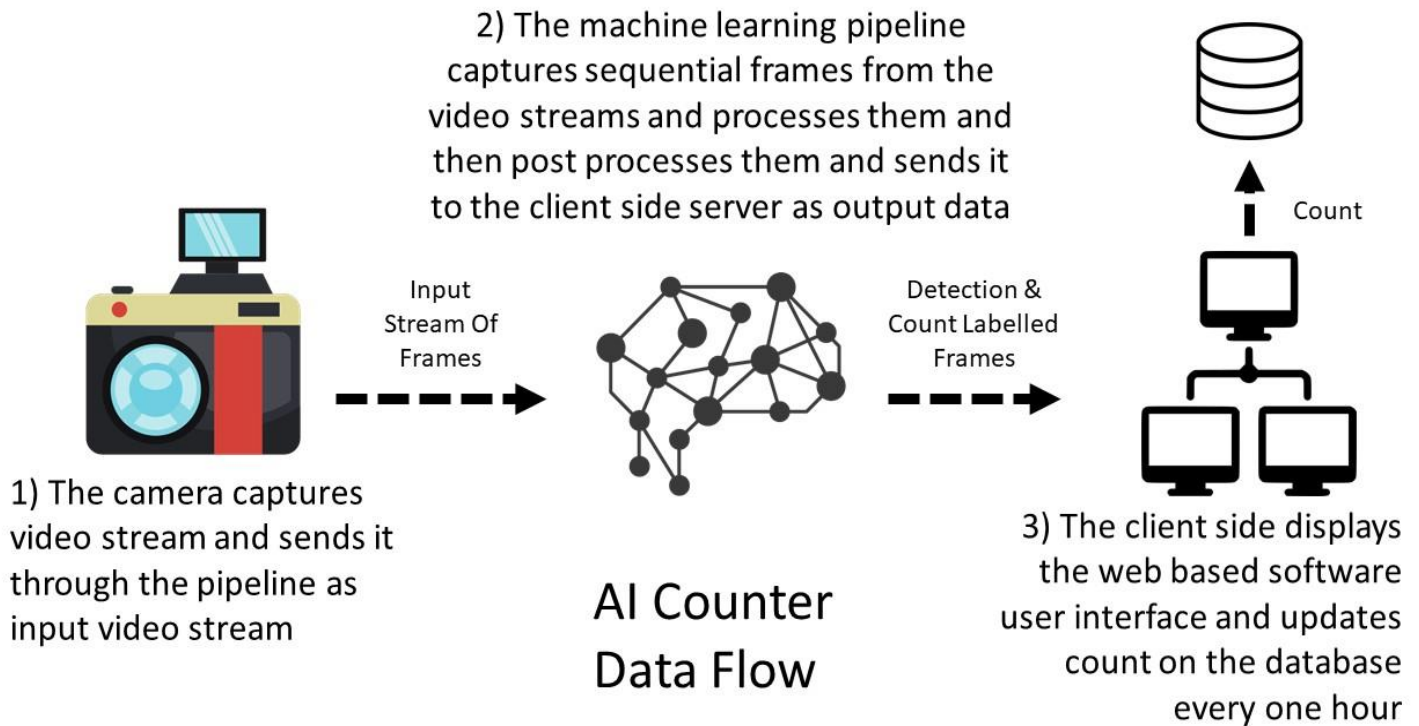 2) The machine learning pipeline
captures sequential frames from the
video streams and processes them and
then post processes them and sends it
to the client side server as output data
Count
Input
Stream Of
Frames
Detection &
Count Labelled
Frames
1) The camera captures
video stream and sends it
through the pipeline as
input video stream
3) The client side displays
the web based software
user interface and updates
count on the database
every one hour
AI Counter
Data Flow